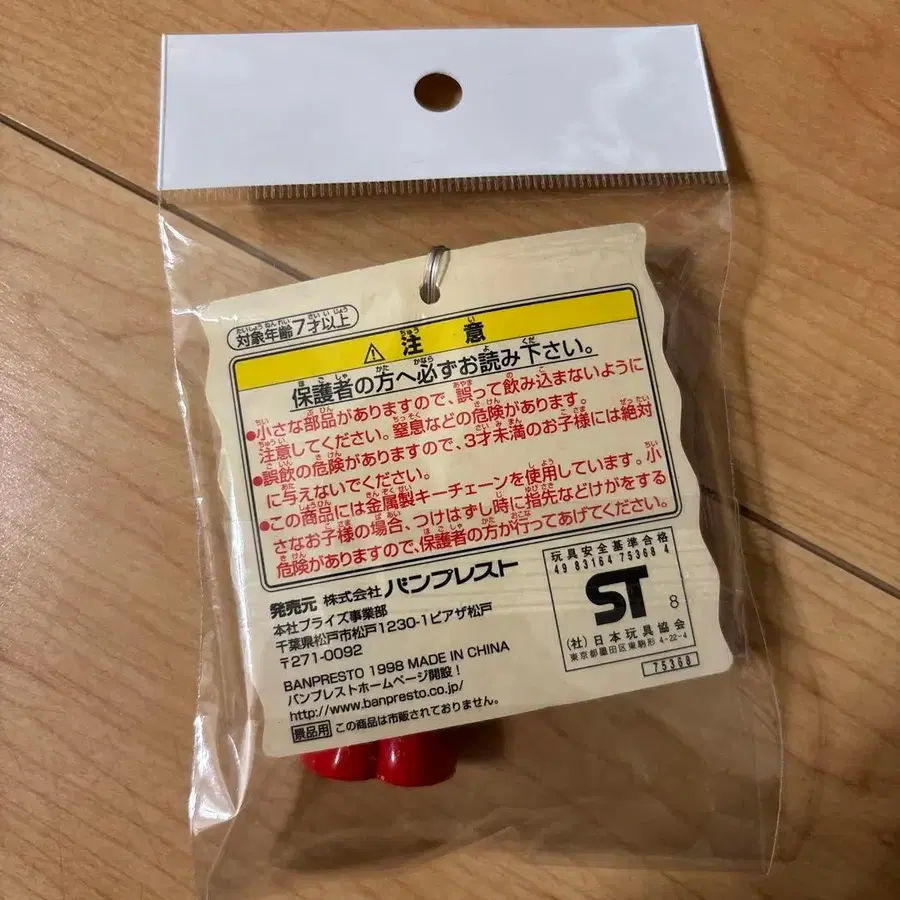 対象年齢7才以上
⚠注意
保護者の方へ必ずお読み下さい。
●小さな部品がありますので、誤って飲み込まないように
注意してください。窒息などの危険があります。
●誤飲の危険がありますので、3才未満のお子様には絶対
に与えないでください。
●この商品には金属製キーチェーンを使用しています。小
さなお子様の場合、つけはずし時に指先などけがをする
危険がありますので、保護者の方が行ってあげてください。
発売元 株式会社 バンプレスト
本社プライズ事業部
千葉県松戸市松戸1230-1ピアザ松戸
〒271-0092
BANPRESTO 1998 MADE IN CHINA
バンプレストホームページ開設!
http://www.banpresto.co.jp/
景品用 この商品は市販されておりません。
玩具安全基準合格
49 83164 75368 4
ST
8
(社)日本玩具協会
東京都墨田区東駒形 4-22-4
75368